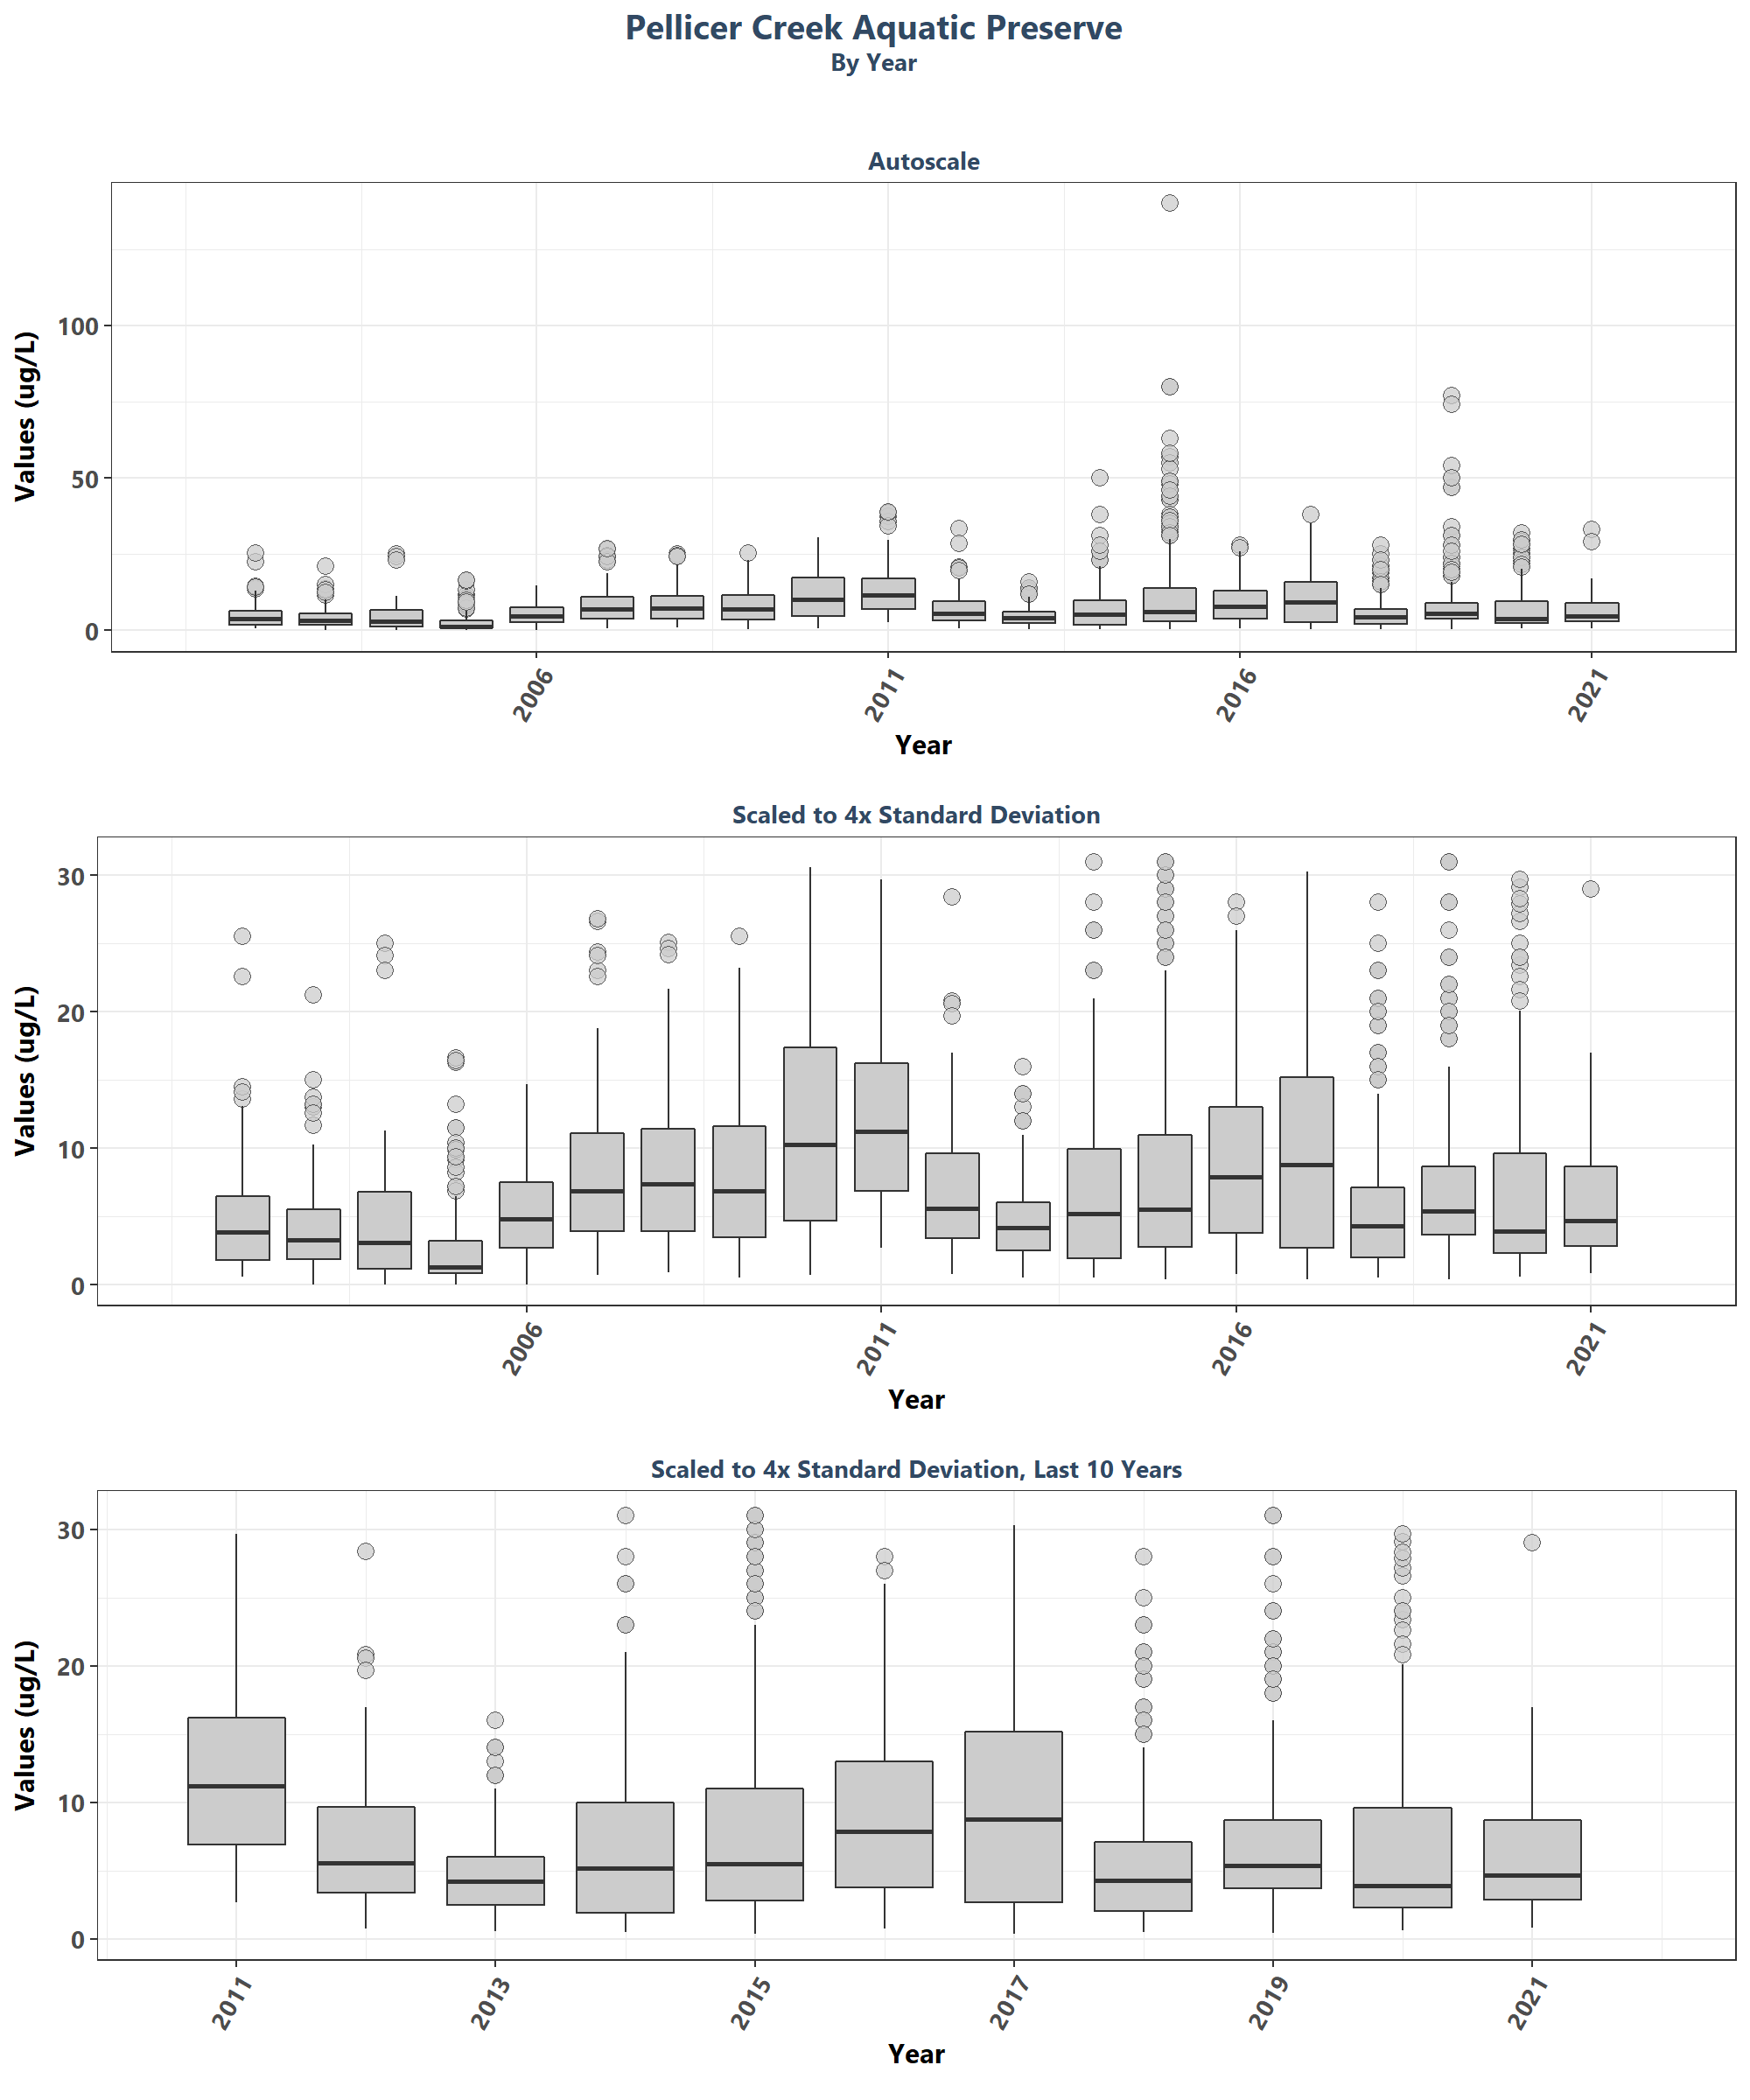 Pellicer Creek Aquatic Preserve
By Year
Autoscale
Values (ug/L)
100
50
0
2006 2011 2016 2021
Year
Scaled to 4x Standard Deviation
Values (ug/L)
30
20
10
0
2006 2011 2016 2021
Year
Scaled to 4x Standard Deviation, Last 10 Years
Values (ug/L)
30
20
10
0
2011 2013 2015 2017 2019 2021
Year